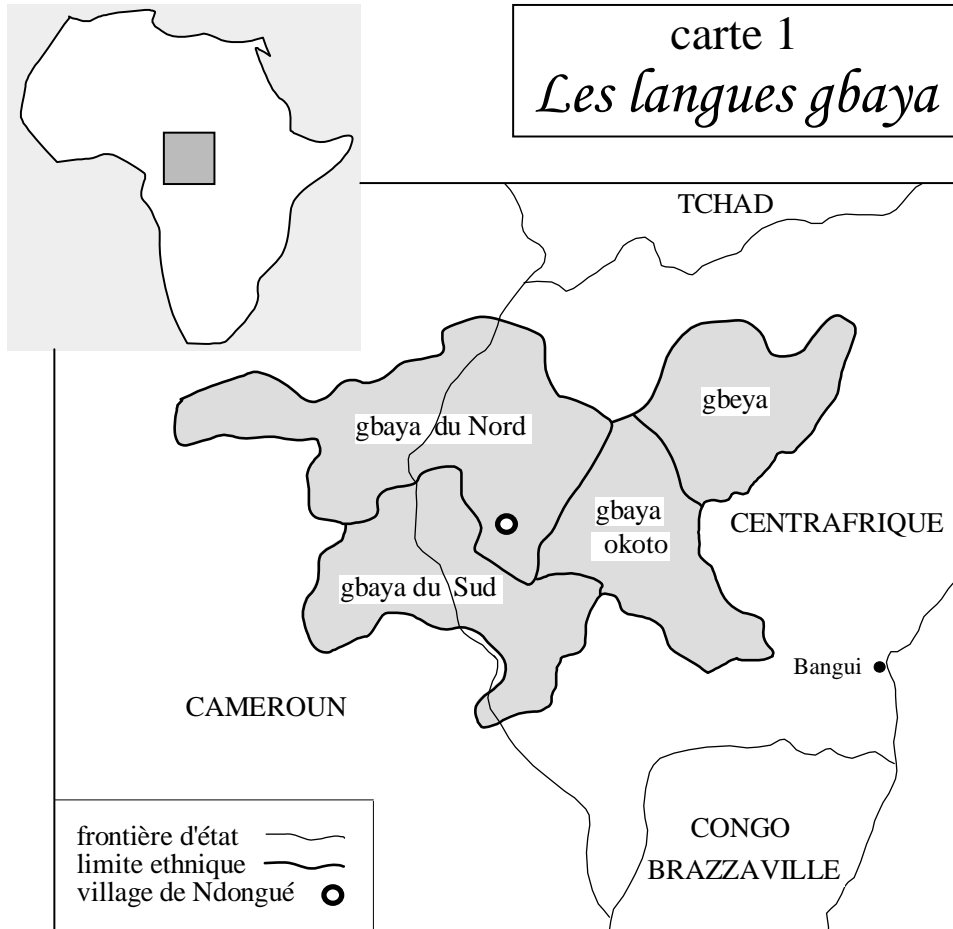 carte 1
Les langues gbaya
TCHAD
gbeya
gbaya du Nord
gbaya
okoto
CENTRAFRIQUE
gbaya du Sud
Bangui
CAMEROUN
CONGO
BRAZZAVILLE
frontière d'état
limite ethnique
village de Ndongué